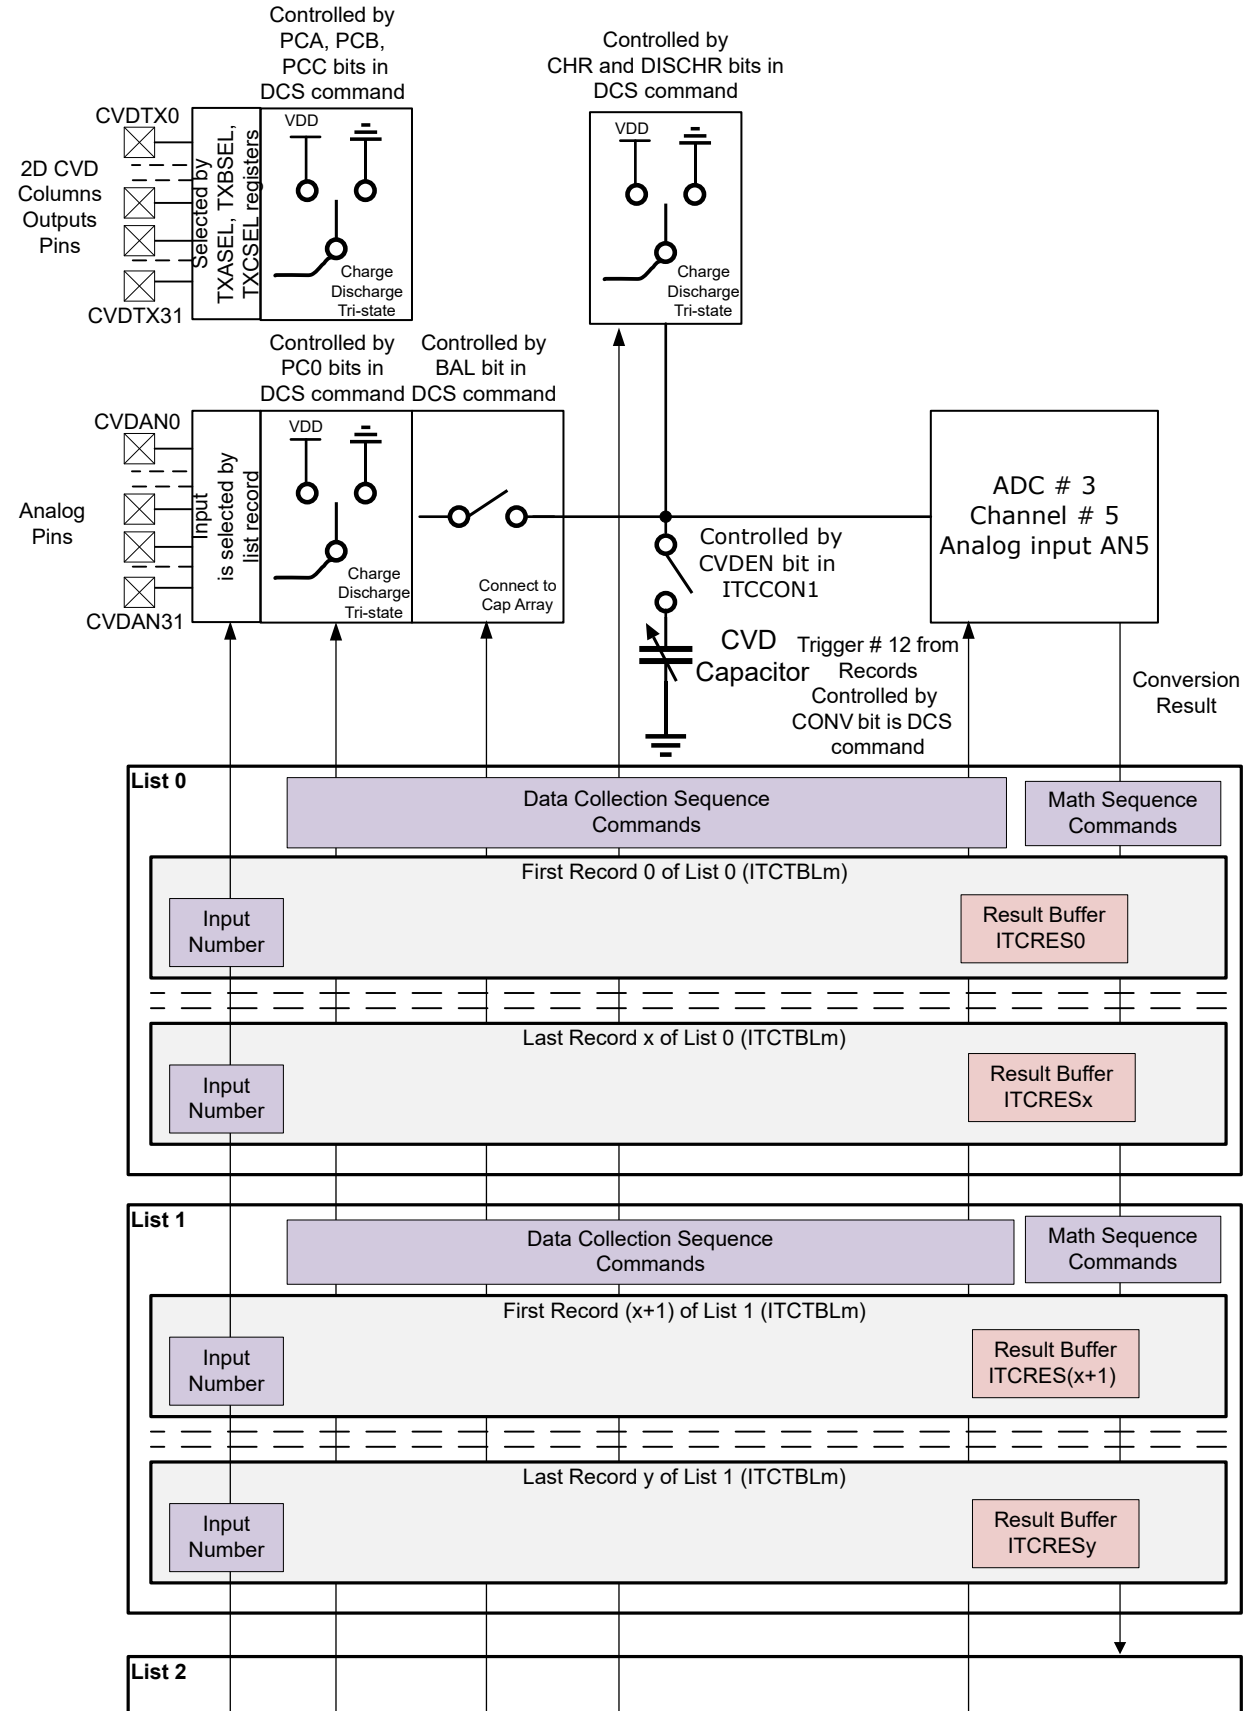 Controlled by
PCA, PCB,
PCC bits in
DCS command
Controlled by
CHR and DISCHR bits in
DCS command
CVDTX0
2D CVD
Columns
Outputs
Pins
CVDTX31
Selected by
TXASEL, TXBSEL,
TXCSEL registers
VDD
Charge
Discharge
Tri-state
VDD
Charge
Discharge
Tri-state
Controlled by
PC0 bits in
DCS command
Controlled by
BAL bit in
DCS command
CVDAN0
Analog
Pins
CVDAN31
Input
is selected by
list record
VDD
Charge
Discharge
Tri-state
Connect to
Cap Array
Controlled by
CVDEN bit in
ITCCON1
CVD
Capacitor
ADC # 3
Channel # 5
Analog input AN5
Trigger # 12 from
Records
Controlled by
CONV bit is DCS
command
Conversion
Result
List 0
Data Collection Sequence
Commands
Math Sequence
Commands
First Record 0 of List 0 (ITCTBLm)
Input
Number
Result Buffer
ITCRES0
Last Record x of List 0 (ITCTBLm)
Input
Number
Result Buffer
ITCRESx
List 1
Data Collection Sequence
Commands
Math Sequence
Commands
First Record (x+1) of List 1 (ITCTBLm)
Input
Number
Result Buffer
ITCRES(x+1)
Last Record y of List 1 (ITCTBLm)
Input
Number
Result Buffer
ITCRESy
List 2